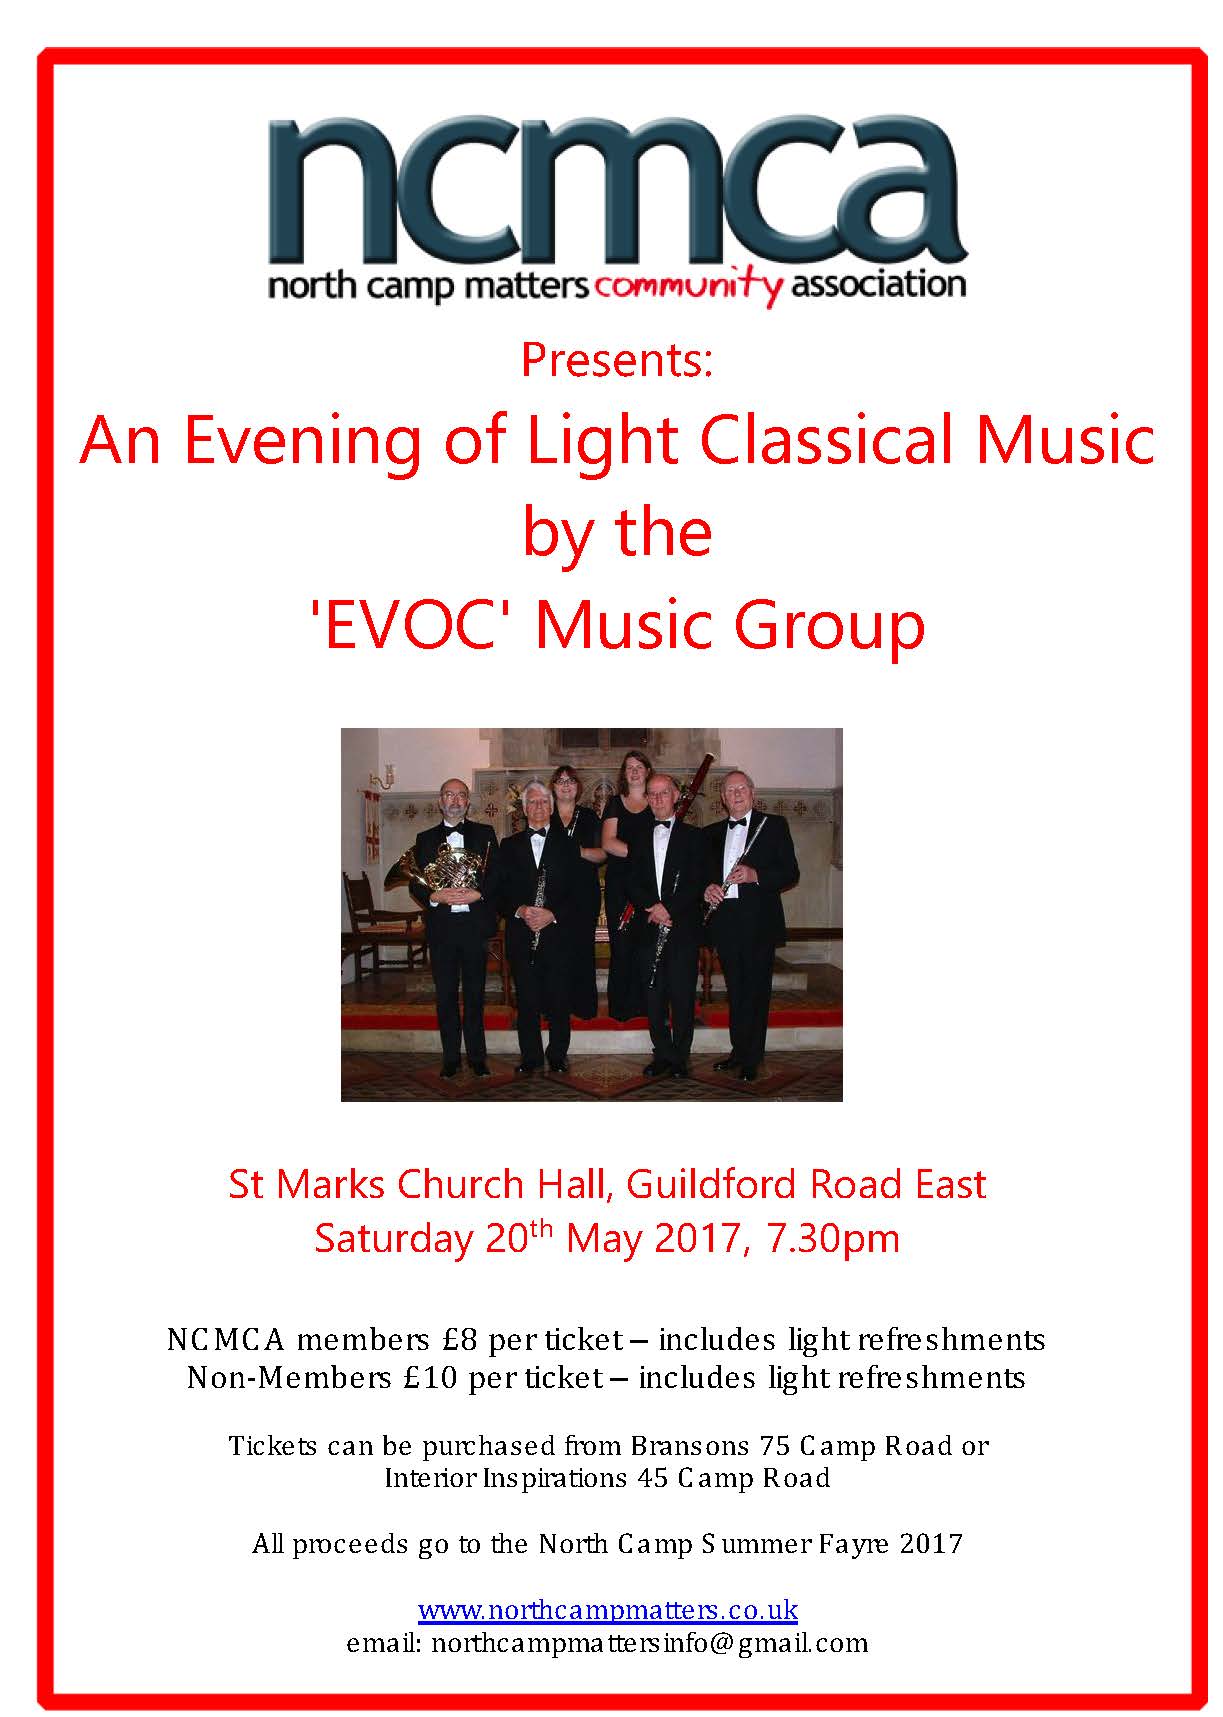 ncmca
north camp matters community association
Presents:
An Evening of Light Classical Music
by the
'EVOC' Music Group
St Marks Church Hall, Guildford Road East
Saturday 20th May 2017, 7.30pm
NCMCA members £8 per ticket – includes light refreshments
Non-Members £10 per ticket – includes light refreshments
Tickets can be purchased from Bransons 75 Camp Road or
Interior Inspirations 45 Camp Road
All proceeds go to the North Camp Summer Fayre 2017
www.northcampmatters.co.uk
email: northcampmattersinfo@gmail.com